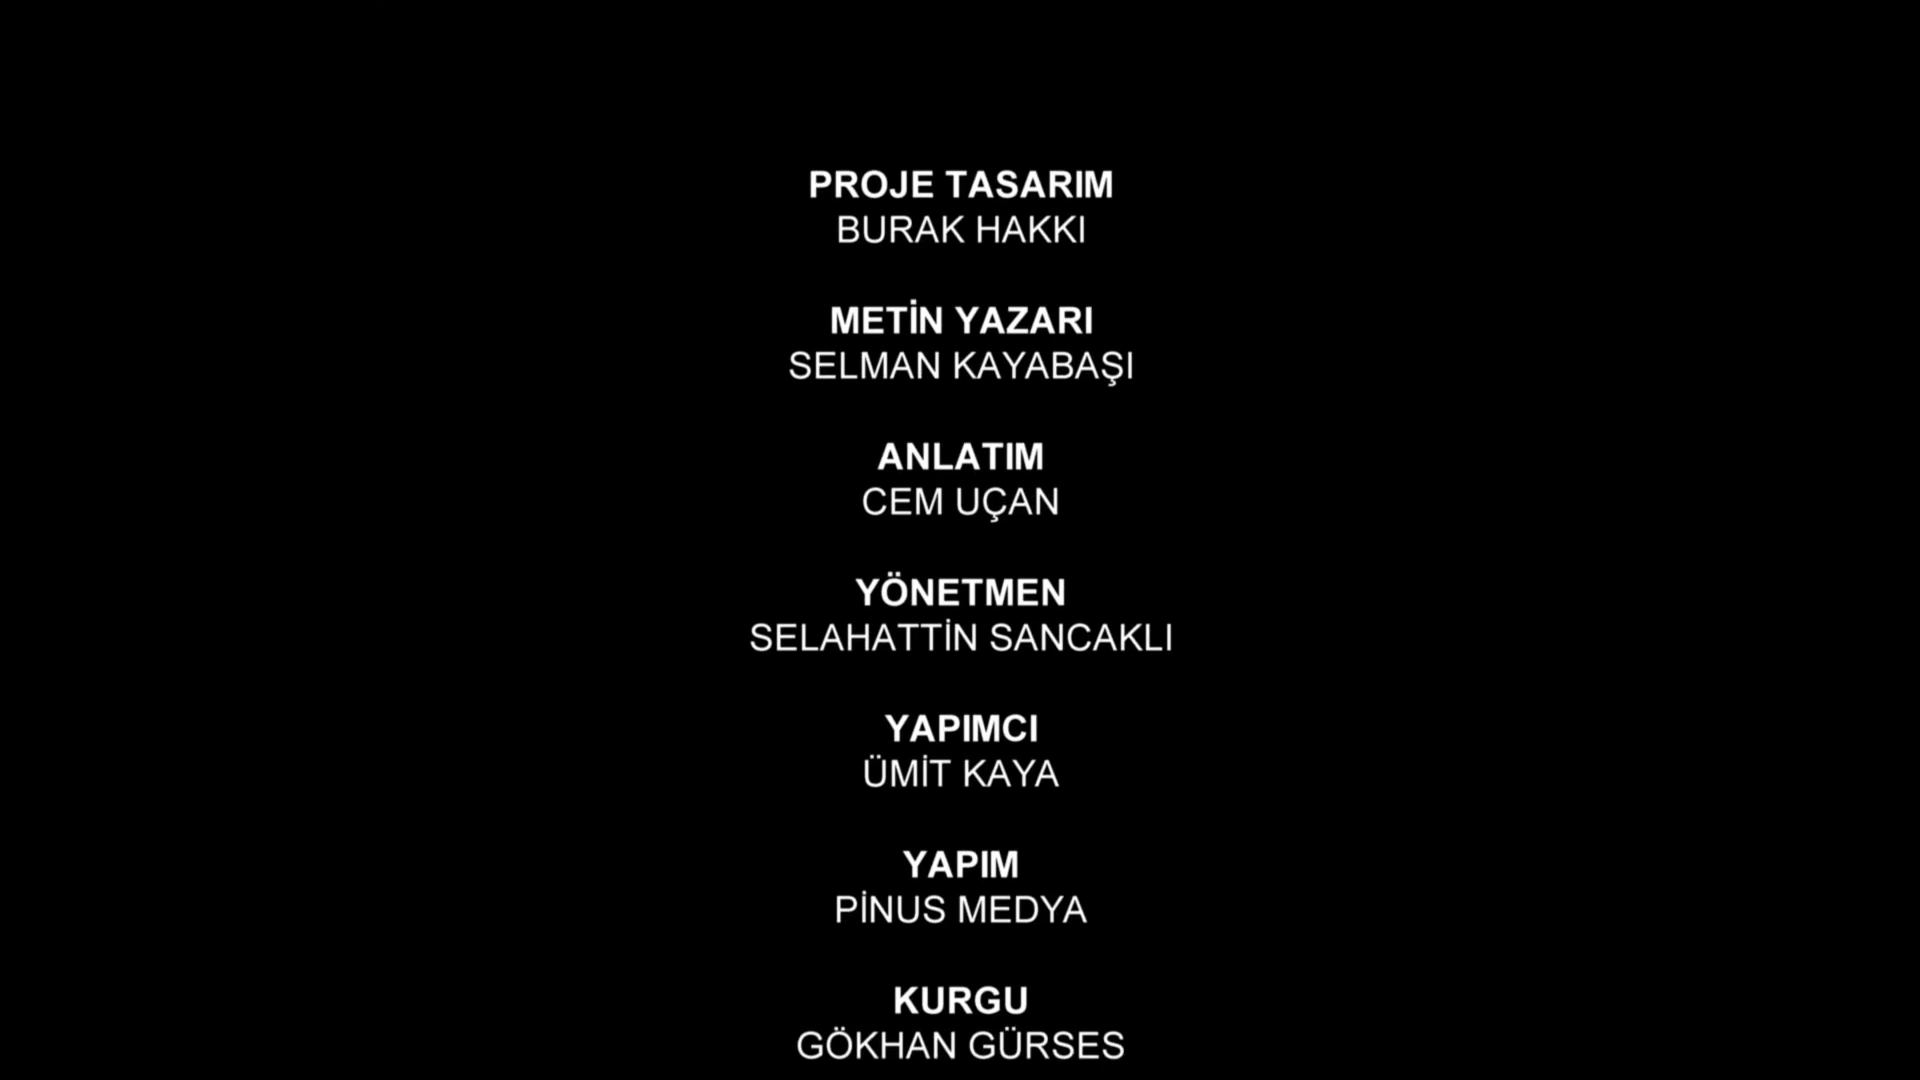 PROJE TASARIM
BURAK HAKKI
METİN YAZARI
SELMAN KAYABAŞI
ANLATIM
CEM UÇAN
YÖNETMEN
SELAHATTİN SANCAKLI
YAPIMCI
ÜMİT KAYA
YAPIM
PİNUS MEDYA
KURGU
GÖKHAN GÜRSES